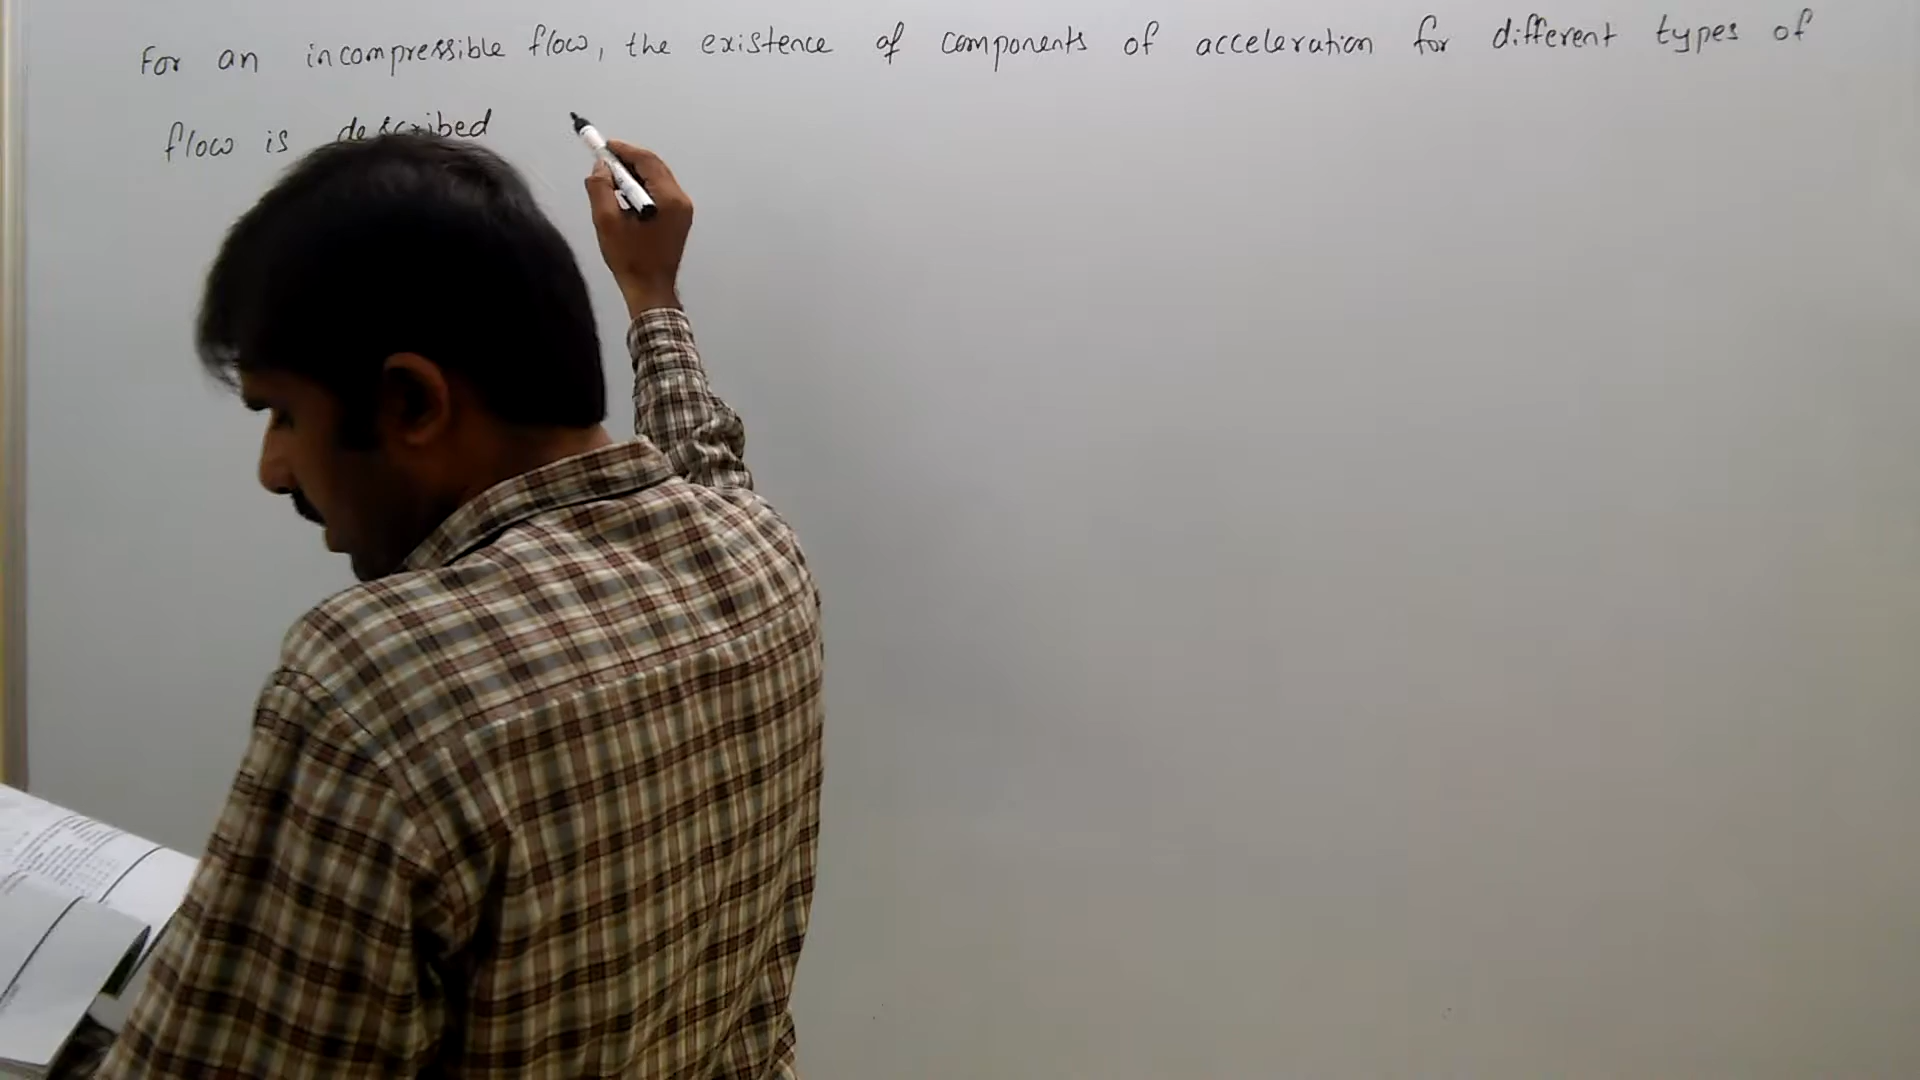 For an incompressible flow, the existence of components of acceleration for different types of
flow is described